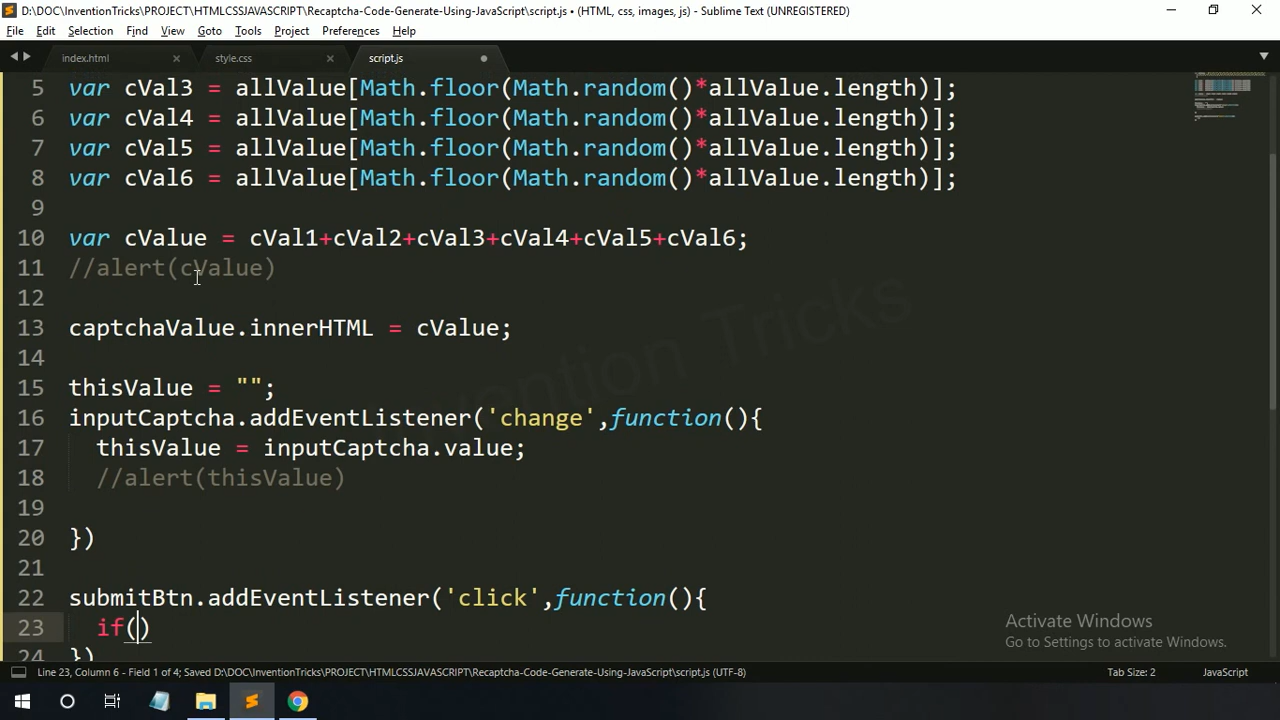 D:\DOC\InventionTricks\PROJECT\HTMLCSSJAVASCRIPT\Recaptcha-Code-Generate-Using-JavaScript\script.js • (HTML, css, images, js) - Sublime Text (UNREGISTERED)
File Edit Selection Find View Goto Tools Project Preferences Help
index.html style.css script.js
5 var cVal3 = allValue[Math.floor(Math.random()*allValue.length)];
6 var cVal4 = allValue[Math.floor(Math.random()*allValue.length)];
7 var cVal5 = allValue[Math.floor(Math.random()*allValue.length)];
8 var cVal6 = allValue[Math.floor(Math.random()*allValue.length)];
9
10 var cValue = cVal1+cVal2+cVal3+cVal4+cVal5+cVal6;
11 //alert(cValue)
12
13 captchaValue.innerHTML = cValue;
14
15 thisValue = "";
16 inputCaptcha.addEventListener('change',function(){
17 thisValue = inputCaptcha.value;
18 //alert(thisValue)
19
20 })
21
22 submitBtn.addEventListener('click',function(){
23 if()
24 })
Invention Tricks
Activate Windows
Go to Settings to activate Windows.
Line 23, Column 6 - Field 1 of 4; Saved D:\DOC\InventionTricks\PROJECT\HTMLCSSJAVASCRIPT\Recaptcha-Code-Generate-Using-JavaScript\script.js (UTF-8) Tab Size: 2 JavaScript